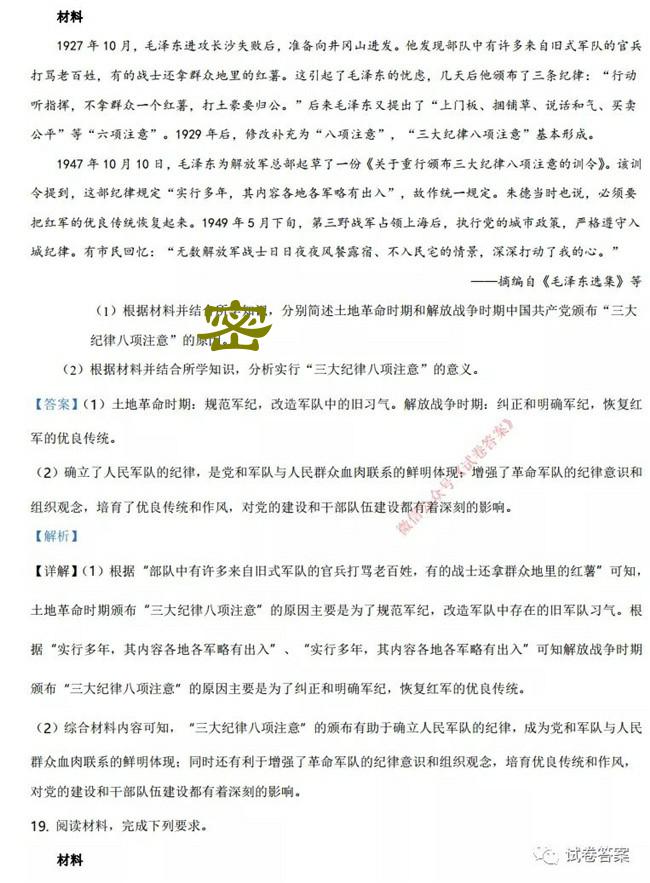 材料
1927 年 10 月，毛泽东进攻长沙失败后，准备向井冈山进发。他发现部队中有许多来自旧式军队的官兵
打骂老百姓，有的战士还拿群众地里的红薯。这引起了毛泽东的忧虑，几天后他颁布了三条纪律：“行动
听指挥，不拿群众一个红薯，打土豪要归公。”后来毛泽东又提出了“上门板、捆铺草、说话和气、买卖
公平”等“六项注意”。1929 年后，修改补充为“八项注意”，“三大纪律八项注意”基本形成。
1947 年 10 月 10 日，毛泽东为解放军总部起草了一份《关于重行颁布三大纪律八项注意的训令》。该训
令提到，这部纪律规定“实行多年，其内容各地各军略有出入”，故作统一规定。朱德当时也说，必须要
把红军的优良传统恢复起来。1949 年 5 月下旬，第三野战军占领上海后，执行党的城市政策，严格遵守入
城纪律。有市民回忆：“无数解放军战士日日夜夜风餐露宿、不入民宅的情景，深深打动了我的心。”
——摘编自《毛泽东选集》等
（1）根据材料并结合所学知识，分别简述土地革命时期和解放战争时期中国共产党颁布“三大
密
纪律八项注意”的原因。
（2）根据材料并结合所学知识，分析实行“三大纪律八项注意”的意义。
【答案】（1）土地革命时期：规范军纪，改造军队中的旧习气。解放战争时期：纠正和明确军纪，恢复红
军的优良传统。
（2）确立了人民军队的纪律，是党和军队与人民群众血肉联系的鲜明体现；增强了革命军队的纪律意识和
组织观念，培育了优良传统和作风，对党的建设和干部队伍建设都有着深刻的影响。
微信公众号《试卷答案》
【解析】
【详解】（1）根据“部队中有许多来自旧式军队的官兵打骂老百姓，有的战士还拿群众地里的红薯”可知，
土地革命时期颁布“三大纪律八项注意”的原因主要是为了规范军纪，改造军队中存在的旧军队习气。根
据“实行多年，其内容各地各军略有出入”、“实行多年，其内容各地各军略有出入”可知解放战争时期
颁布“三大纪律八项注意”的原因主要是为了纠正和明确军纪，恢复红军的优良传统。
（2）综合材料内容可知，“三大纪律八项注意”的颁布有助于确立人民军队的纪律，成为党和军队与人民
群众血肉联系的鲜明体现；同时还有利于增强了革命军队的纪律意识和组织观念，培育优良传统和作风，
对党的建设和干部队伍建设都有着深刻的影响。
19. 阅读材料，完成下列要求。
材料
试卷答案